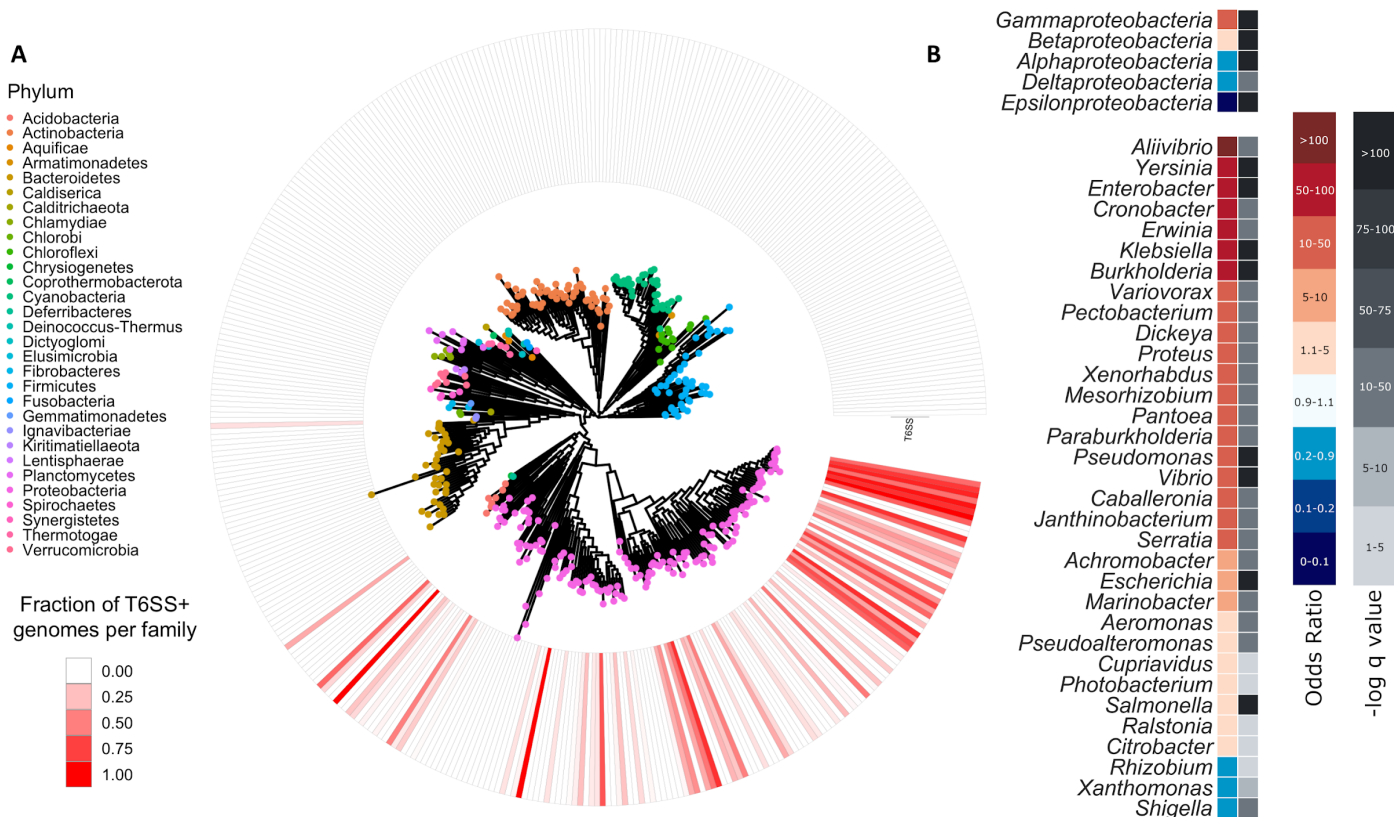 A
Phylum
Acidobacteria
Actinobacteria
Aquificae
Armatimonadetes
Bacteroidetes
Caldiserica
Calditrichaeota
Chlamydiae
Chlorobi
Chloroflexi
Chrysiogenetes
Coprothermobacterota
Cyanobacteria
Deferribacteres
Deinococcus-Thermus
Dictyoglomi
Elusimicrobia
Fibrobacteres
Firmicutes
Fusobacteria
Gemmatimonadetes
Ignavibacteriae
Kiritimatiellaeota
Lentisphaerae
Planctomycetes
Proteobacteria
Spirochaetes
Synergistetes
Thermotogae
Verrucomicrobia
Fraction of T6SS+
genomes per family
0.00
0.25
0.50
0.75
1.00
T6SS
B
Gammaproteobacteria
Betaproteobacteria
Alphaproteobacteria
Deltaproteobacteria
Epsilonproteobacteria
Aliivibrio
Yersinia
Enterobacter
Cronobacter
Erwinia
Klebsiella
Burkholderia
Variovorax
Pectobacterium
Dickeya
Proteus
Xenorhabdus
Mesorhizobium
Pantoea
Paraburkholderia
Pseudomonas
Vibrio
Caballeronia
Janthinobacterium
Serratia
Achromobacter
Escherichia
Marinobacter
Aeromonas
Pseudoalteromonas
Cupriavidus
Photobacterium
Salmonella
Ralstonia
Citrobacter
Rhizobium
Xanthomonas
Shigella
>100
50-100
10-50
5-10
1.1-5
0.9-1.1
0.2-0.9
0.1-0.2
0-0.1
Odds Ratio
>100
75-100
50-75
10-50
5-10
1-5
-log q value